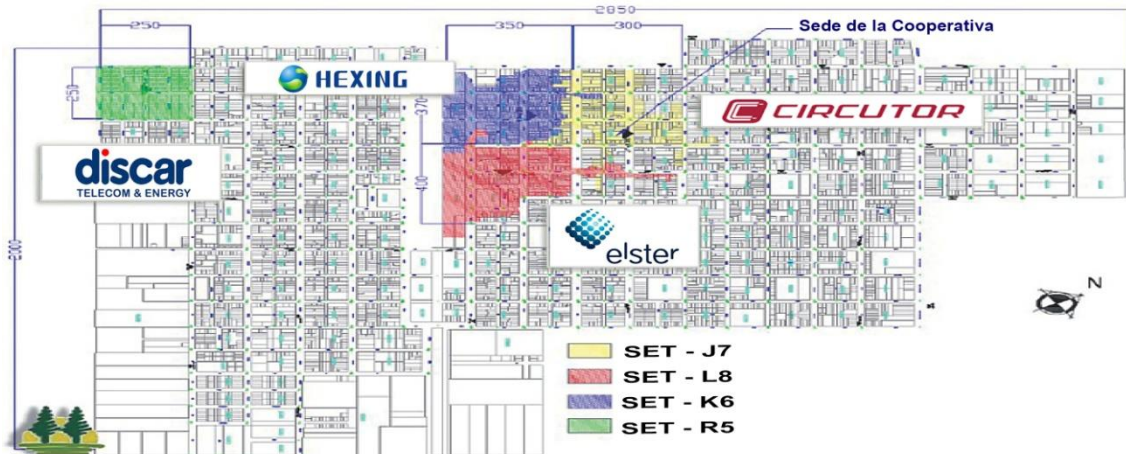 2850
250
350
300
Sede de la Cooperativa
HEXING
CIRCUTOR
250
370
discar
TELECOM & ENERGY
400
elster
2000
N
SET - J7
SET - L8
SET - K6
SET - R5